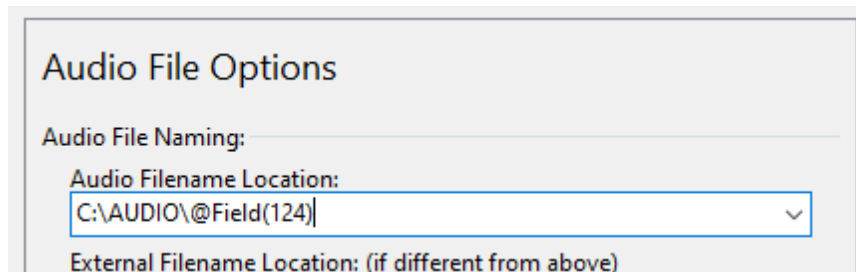 Audio File Options
Audio File Naming:
Audio Filename Location:
C:\AUDIO\@Field(124)
External Filename Location: (if different from above)